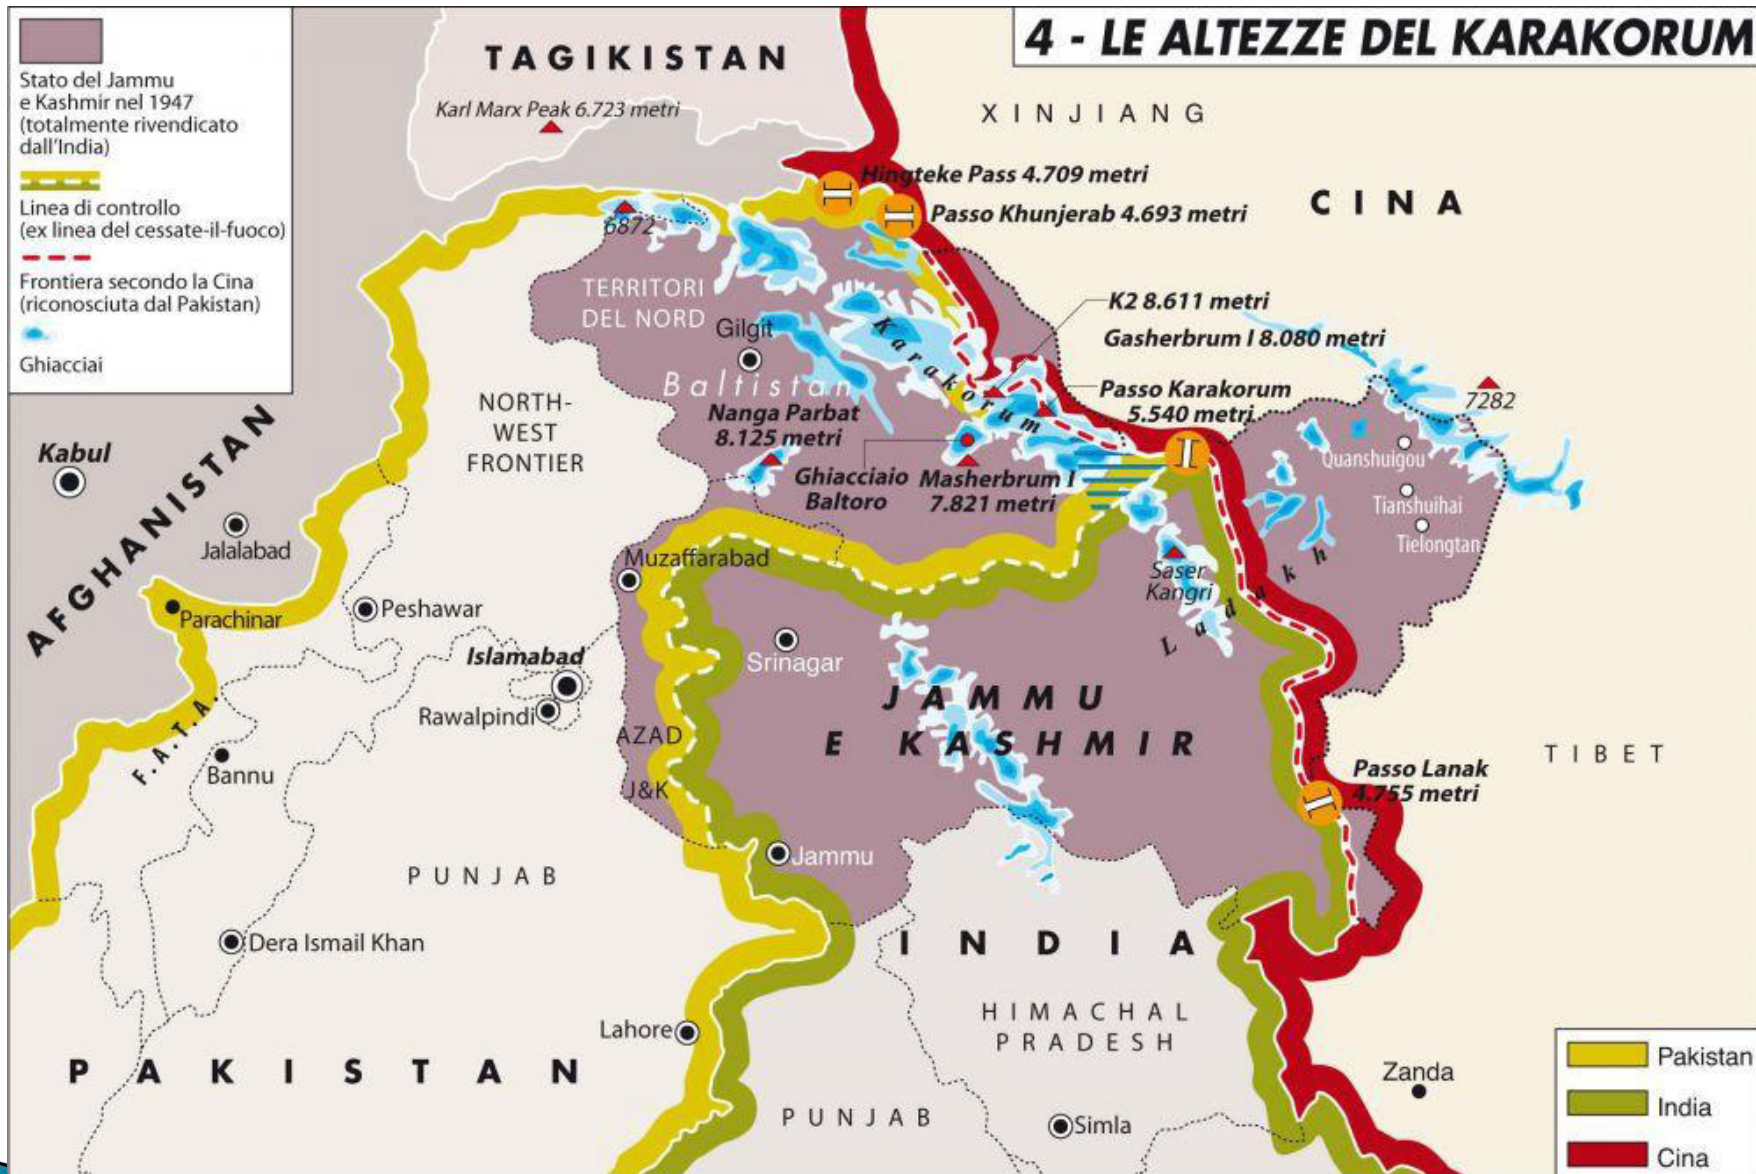 4 - LE ALTEZZE DEL KARAKORUM
Stato del Jammu
e Kashmir nel 1947
(totalmente rivendicato
dall'India)
Linea di controllo
(ex linea del cessate-il-fuoco)
Frontiera secondo la Cina
(riconosciuta dal Pakistan)
Ghiacciai
TAGIKISTAN
Karl Marx Peak 6.723 metri
XINJIANG
Hingteke Pass 4.709 metri
CINA
Passo Khunjerab 4.693 metri
6872
TERRITORI
DEL NORD
Gilgit
Baltistan
Karakorum
K2 8.611 metri
Gasherbrum I 8.080 metri
Passo Karakorum
5.540 metri
7282
NORTH-
WEST
FRONTIER
Nanga Parbat
8.125 metri
Ghiacciaio
Baltoro
Masherbrum I
7.821 metri
Quanshuigou
Tianshuihai
Tielongtan
Kabul
AFGHANISTAN
Jalalabad
Muzaffarabad
Saser
Kangri
Ladakh
Parachinar
Peshawar
Islamabad
Srinagar
Rawalpindi
JAMMU
E KASHMIR
AZAD
J&K
F.A.T.A.
Bannu
TIBET
Passo Lanak
4.755 metri
PUNJAB
Jammu
Dera Ismail Khan
INDIA
HIMACHAL
PRADESH
Lahore
PAKISTAN
Zanda
PUNJAB
Simla
Pakistan
India
Cina